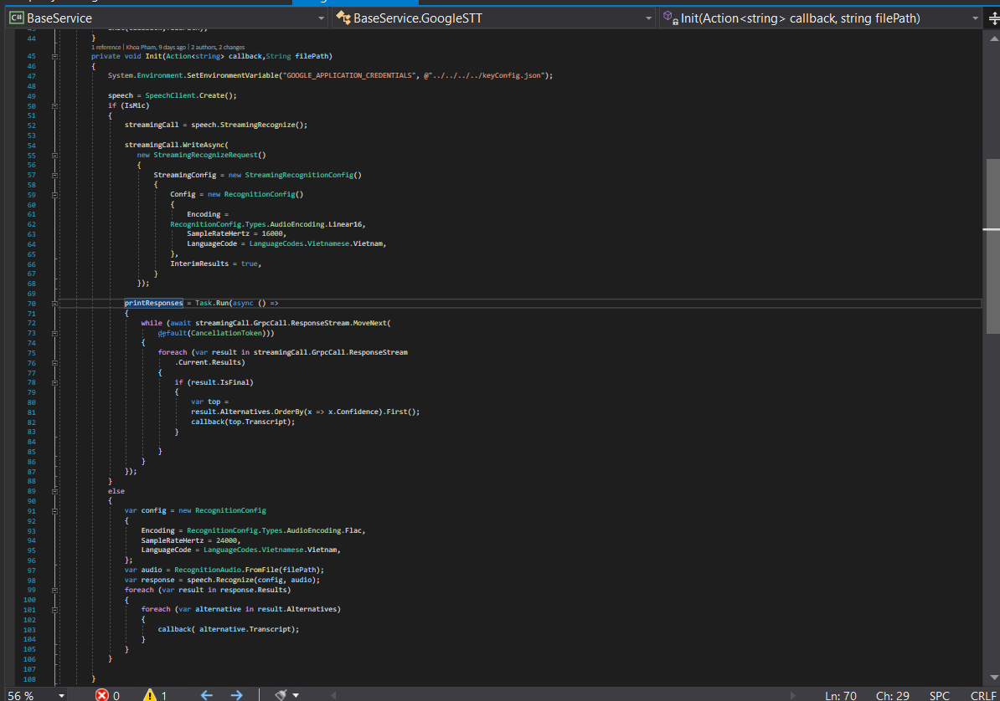 BaseService
BaseService.GoogleSTT
Init(Action<string> callback, string filePath)
44 }
1 reference | Khoa Pham, 9 days ago | 2 authors, 2 changes
45 private void Init(Action<string> callback,String filePath)
46 {
47 System.Environment.SetEnvironmentVariable("GOOGLE_APPLICATION_CREDENTIALS", @"../../../../keyConfig.json");
48
49 speech = SpeechClient.Create();
50 if (IsMic)
51 {
52 streamingCall = speech.StreamingRecognize();
53
54 streamingCall.WriteAsync(
55 new StreamingRecognizeRequest()
56 {
57 StreamingConfig = new StreamingRecognitionConfig()
58 {
59 Config = new RecognitionConfig()
60 {
61 Encoding =
62 RecognitionConfig.Types.AudioEncoding.Linear16,
63 SampleRateHertz = 16000,
64 LanguageCode = LanguageCodes.Vietnamese.Vietnam,
65 },
66 InterimResults = true,
67 }
68 });
69
70 printResponses = Task.Run(async () =>
71 {
72 while (await streamingCall.GrpcCall.ResponseStream.MoveNext(
73 default(CancellationToken)))
74 {
75 foreach (var result in streamingCall.GrpcCall.ResponseStream
76 .Current.Results)
77 {
78 if (result.IsFinal)
79 {
80 var top =
81 result.Alternatives.OrderBy(x => x.Confidence).First();
82 callback(top.Transcript);
83 }
84
85 }
86 }
87 });
88 }
89 else
90 {
91 var config = new RecognitionConfig
92 {
93 Encoding = RecognitionConfig.Types.AudioEncoding.Flac,
94 SampleRateHertz = 24000,
95 LanguageCode = LanguageCodes.Vietnamese.Vietnam,
96 };
97 var audio = RecognitionAudio.FromFile(filePath);
98 var response = speech.Recognize(config, audio);
99 foreach (var result in response.Results)
100 {
101 foreach (var alternative in result.Alternatives)
102 {
103 callback( alternative.Transcript);
104 }
105 }
106 }
107
108 }
56 %
0
1
Ln: 70
Ch: 29
SPC
CRLF